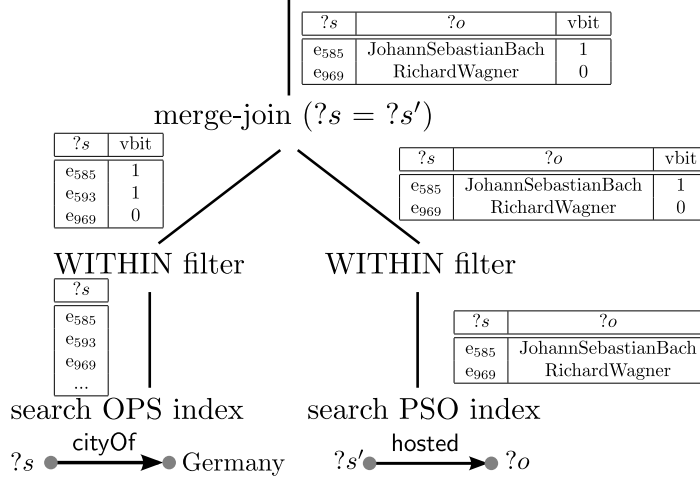 ?s ?o vbit
e585 JohannSebastianBach 1
e969 RichardWagner 0
merge-join (?s = ?s′)
?s vbit
e585 1
e593 1
e969 0
?s ?o vbit
e585 JohannSebastianBach 1
e969 RichardWagner 0
WITHIN filter
WITHIN filter
?s
e585
e593
e969
...
?s ?o
e585 JohannSebastianBach
e969 RichardWagner
search OPS index
search PSO index
?s cityOf Germany
?s′ hosted ?o